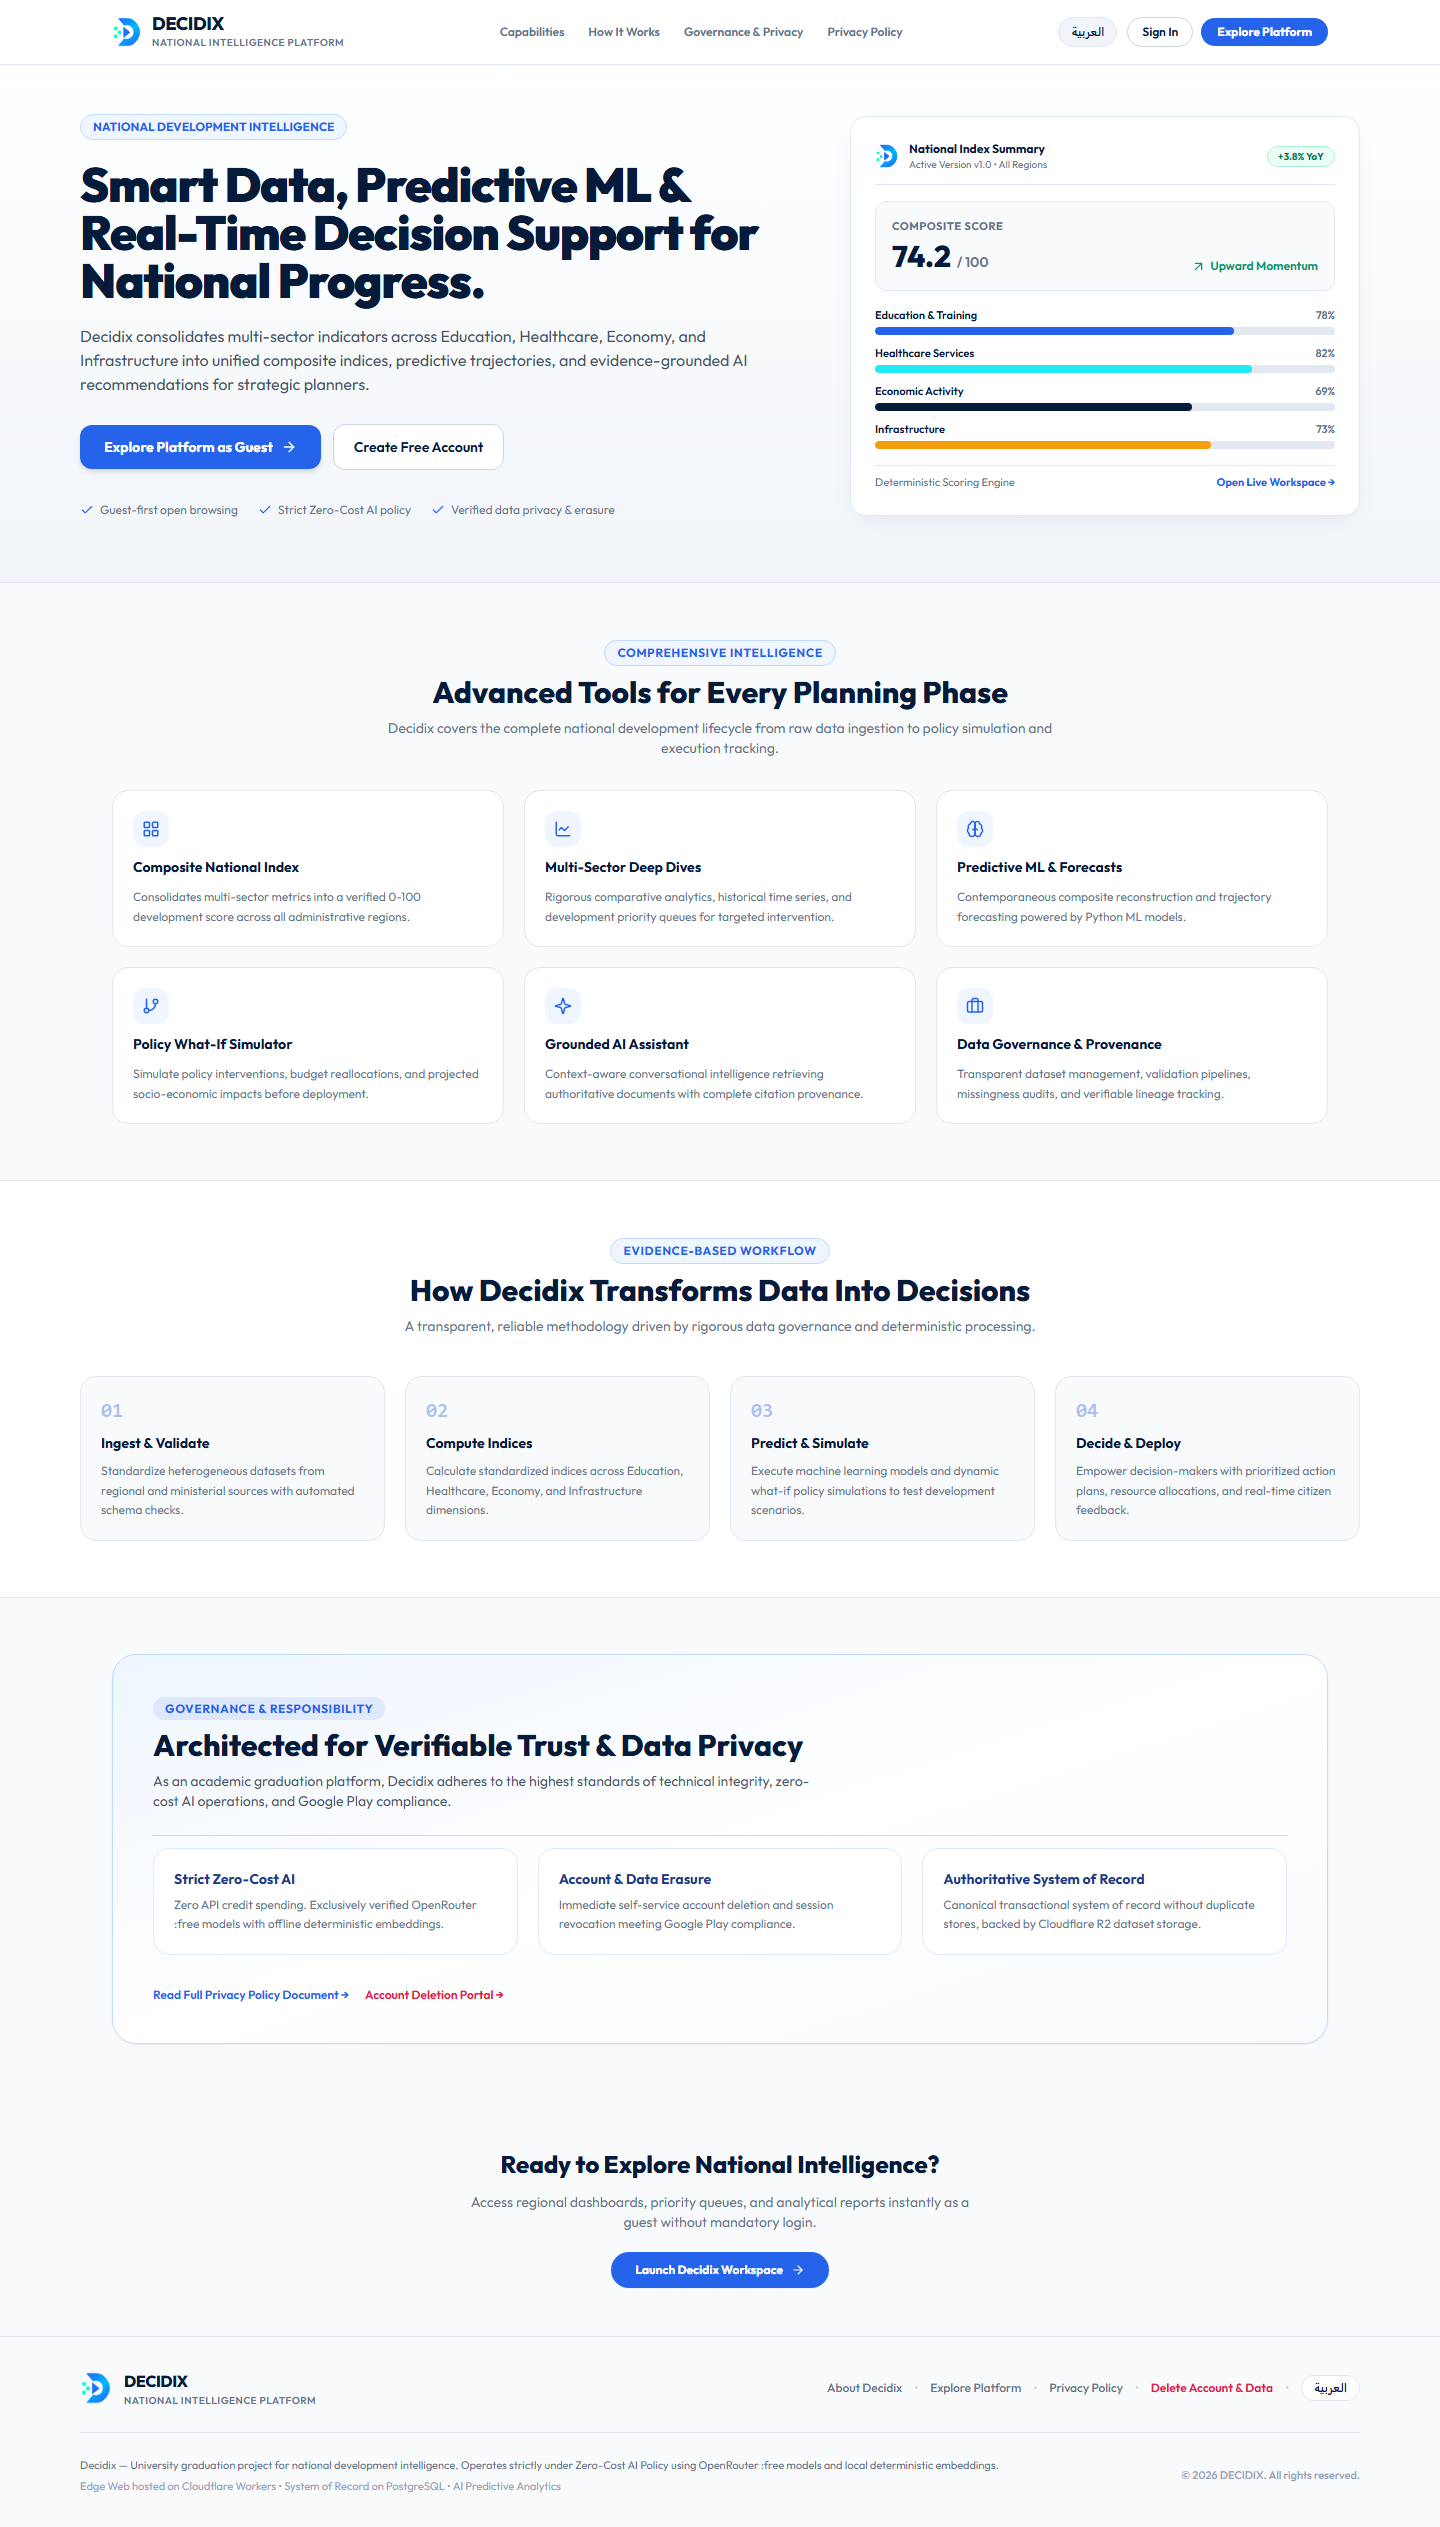 DECIDIX
NATIONAL INTELLIGENCE PLATFORM
Capabilities
How It Works
Governance & Privacy
Privacy Policy
العربية
Sign In
Explore Platform
NATIONAL DEVELOPMENT INTELLIGENCE
Smart Data, Predictive ML &
Real-Time Decision Support for
National Progress.
Decidix consolidates multi-sector indicators across Education, Healthcare, Economy, and
Infrastructure into unified composite indices, predictive trajectories, and evidence-grounded AI
recommendations for strategic planners.
Explore Platform as Guest →
Create Free Account
Guest-first open browsing
Strict Zero-Cost AI policy
Verified data privacy & erasure
National Index Summary
Active Version v1.0 • All Regions
+3.8% YoY
COMPOSITE SCORE
74.2 / 100
Upward Momentum
Education & Training 78%
Healthcare Services 82%
Economic Activity 69%
Infrastructure 73%
Deterministic Scoring Engine
Open Live Workspace →
COMPREHENSIVE INTELLIGENCE
Advanced Tools for Every Planning Phase
Decidix covers the complete national development lifecycle from raw data ingestion to policy simulation and
execution tracking.
Composite National Index
Consolidates multi-sector metrics into a verified 0-100
development score across all administrative regions.
Multi-Sector Deep Dives
Rigorous comparative analytics, historical time series, and
development priority queues for targeted intervention.
Predictive ML & Forecasts
Contemporaneous composite reconstruction and trajectory
forecasting powered by Python ML models.
Policy What-If Simulator
Simulate policy interventions, budget reallocations, and projected
socio-economic impacts before deployment.
Grounded AI Assistant
Context-aware conversational intelligence retrieving
authoritative documents with complete citation provenance.
Data Governance & Provenance
Transparent dataset management, validation pipelines,
missingness audits, and verifiable lineage tracking.
EVIDENCE-BASED WORKFLOW
How Decidix Transforms Data Into Decisions
A transparent, reliable methodology driven by rigorous data governance and deterministic processing.
01
Ingest & Validate
Standardize heterogeneous datasets from
regional and ministerial sources with automated
schema checks.
02
Compute Indices
Calculate standardized indices across Education,
Healthcare, Economy, and Infrastructure
dimensions.
03
Predict & Simulate
Execute machine learning models and dynamic
what-if policy simulations to test development
scenarios.
04
Decide & Deploy
Empower decision-makers with prioritized action
plans, resource allocations, and real-time citizen
feedback.
GOVERNANCE & RESPONSIBILITY
Architected for Verifiable Trust & Data Privacy
As an academic graduation platform, Decidix adheres to the highest standards of technical integrity, zero-
cost AI operations, and Google Play compliance.
Strict Zero-Cost AI
Zero API credit spending. Exclusively verified OpenRouter
:free models with offline deterministic embeddings.
Account & Data Erasure
Immediate self-service account deletion and session
revocation meeting Google Play compliance.
Authoritative System of Record
Canonical transactional system of record without duplicate
stores, backed by Cloudflare R2 dataset storage.
Read Full Privacy Policy Document →
Account Deletion Portal →
Ready to Explore National Intelligence?
Access regional dashboards, priority queues, and analytical reports instantly as a
guest without mandatory login.
Launch Decidix Workspace →
DECIDIX
NATIONAL INTELLIGENCE PLATFORM
About Decidix • Explore Platform • Privacy Policy • Delete Account & Data • العربية
Decidix — University graduation project for national development intelligence. Operates strictly under Zero-Cost AI Policy using OpenRouter :free models and local deterministic embeddings.
Edge Web hosted on Cloudflare Workers • System of Record on PostgreSQL • AI Predictive Analytics
© 2026 DECIDIX. All rights reserved.